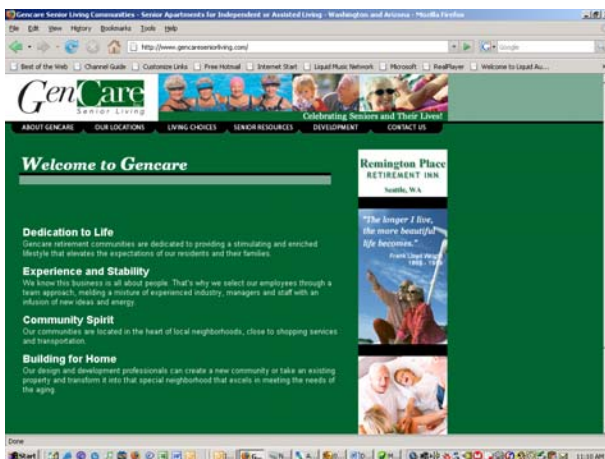 Gencare Senior Living Communities - Senior Apartments for Independent or Assisted Living - Washington and Arizona - Mozilla Firefox
File Edit View History Bookmarks Tools Help
http://www.gencareseniorliving.com/
Google
Best of the Web Channel Guide Customize Links Free Hotmail Internet Start Liquid Music Network Microsoft RealPlayer Welcome to Liquid Au...
GenCare
Senior Living
Celebrating Seniors and Their Lives!
ABOUT GENCARE OUR LOCATIONS LIVING CHOICES SENIOR RESOURCES DEVELOPMENT CONTACT US
Welcome to Gencare
Remington Place
RETIREMENT INN
Seattle, WA
"The longer I live,
the more beautiful
life becomes."
Frank Lloyd Wright
Dedication to Life
Gencare retirement communities are dedicated to providing a stimulating and enriched
lifestyle that elevates the expectations of our residents and their families.
Experience and Stability
We know this business is all about people. That's why we select our employees through a
team approach, melding a mixture of experienced industry, managers and staff with an
infusion of new ideas and energy.
Community Spirit
Our communities are located in the heart of local neighborhoods, close to shopping services
and transportation.
Building for Home
Our design and development professionals can create a new community or take an existing
property and transform it into that special neighborhood that excels in meeting the needs of
the aging.
Done
Start
11:10 AM